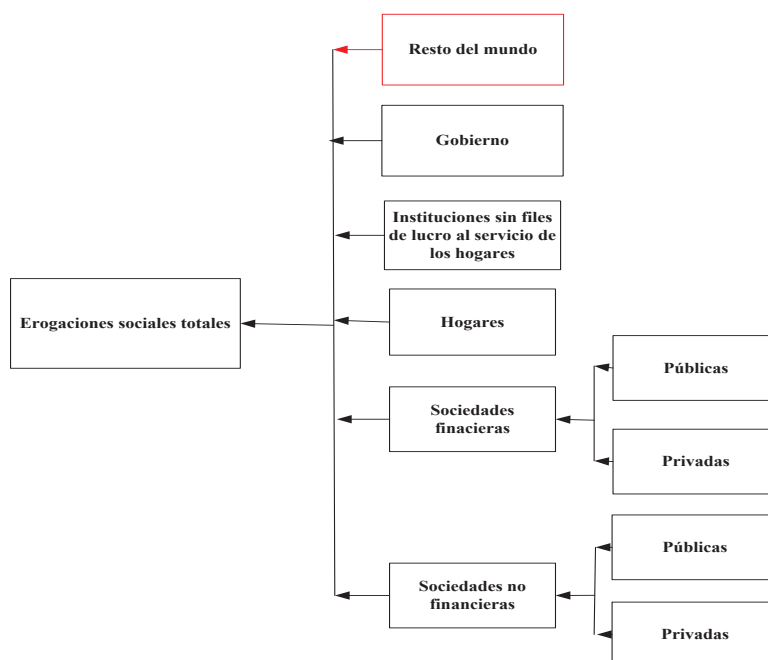 Resto del mundo
Gobierno
Instituciones sin files
de lucro al servicio de
los hogares
Erogaciones sociales totales
Hogares
Públicas
Sociedades
finacieras
Privadas
Públicas
Sociedades no
financieras
Privadas